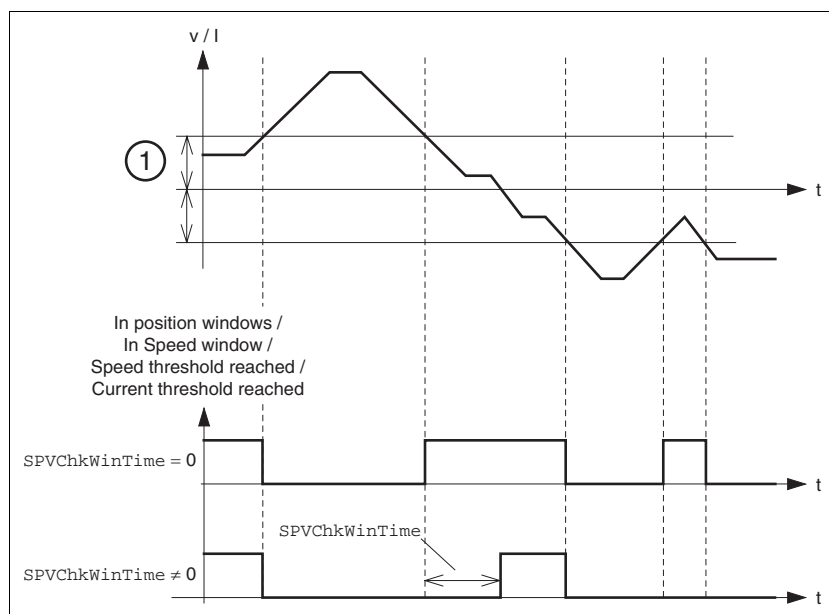 v / I
1
t
In position windows /
In Speed window /
Speed threshold reached /
Current threshold reached
SPVChkWinTime = 0
t
SPVChkWinTime
SPVChkWinTime ≠ 0
t